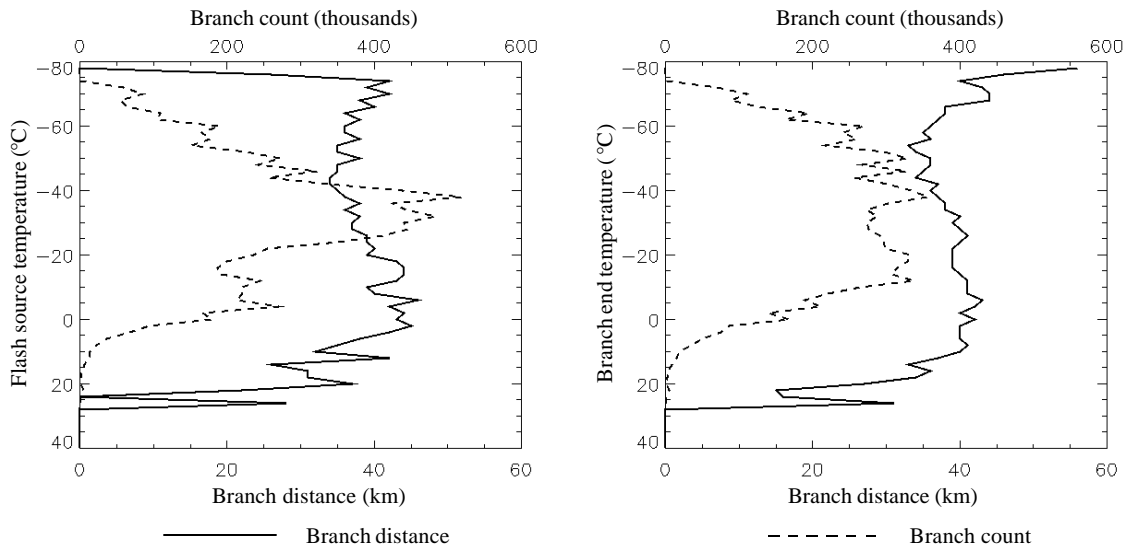 Branch count (thousands)
0 200 400 600
Flash source temperature (°C)
−80
−60
−40
−20
0
20
40
0 20 40 60
Branch distance (km)
Branch count (thousands)
0 200 400 600
Branch end temperature (°C)
−80
−60
−40
−20
0
20
40
0 20 40 60
Branch distance (km)
Branch distance
Branch count